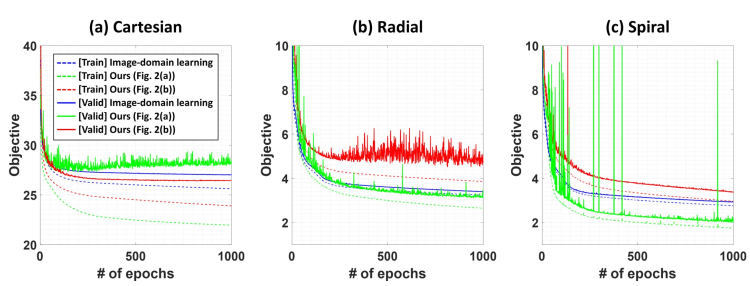 (a) Cartesian
40
35
30
25
20
Objective
[Train] Image-domain learning
[Train] Ours (Fig. 2(a))
[Train] Ours (Fig. 2(b))
[Valid] Image-domain learning
[Valid] Ours (Fig. 2(a))
[Valid] Ours (Fig. 2(b))
0
500
1000
# of epochs
(b) Radial
10
8
6
4
2
Objective
0
500
1000
# of epochs
(c) Spiral
10
8
6
4
2
Objective
0
500
1000
# of epochs